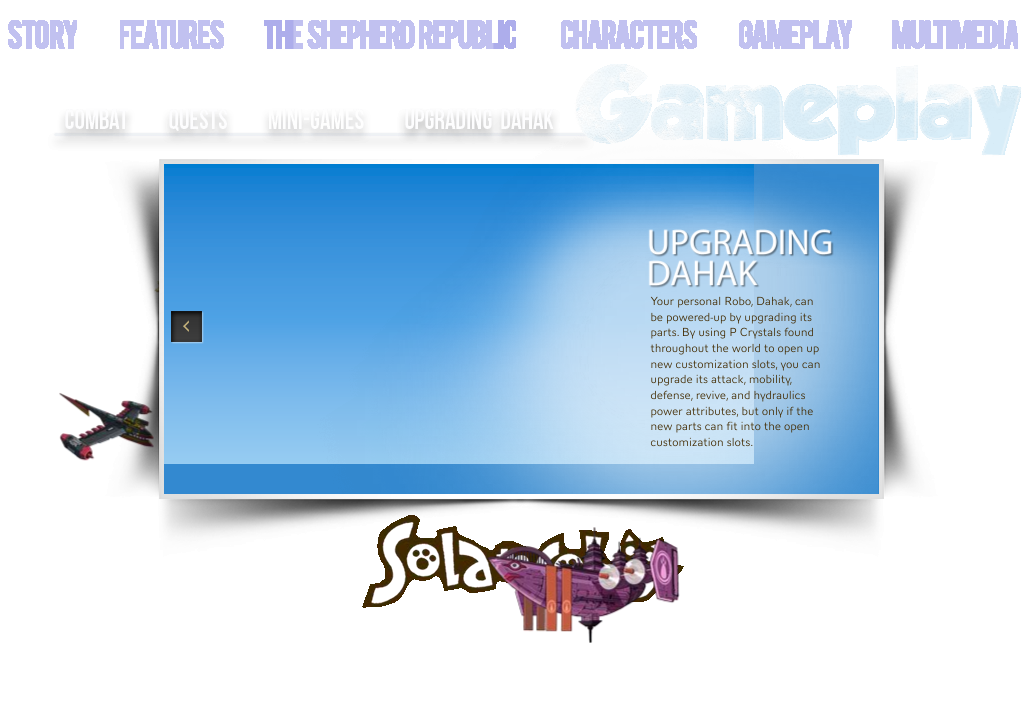 STORY FEATURES THE SHEPHERD REPUBLIC CHARACTERS GAMEPLAY MULTIMEDIA
Gameplay
COMBAT QUESTS MINI-GAMES UPGRADING DAHAK
UPGRADING
DAHAK
Your personal Robo, Dahak, can
be powered-up by upgrading its
parts. By using P Crystals found
throughout the world to open up
new customization slots, you can
upgrade its attack, mobility,
defense, revive, and hydraulics
power attributes, but only if the
new parts can fit into the open
customization slots.